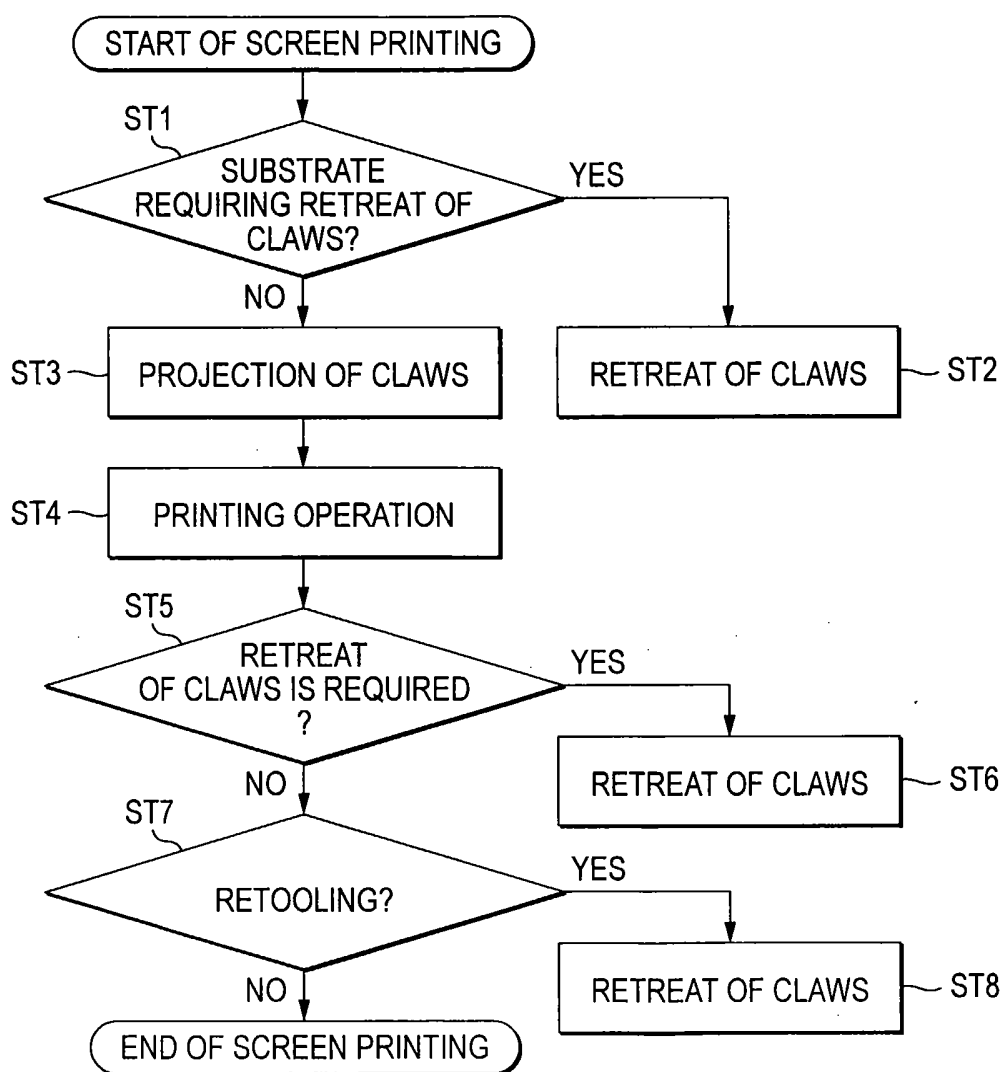 START OF SCREEN PRINTING
ST1
SUBSTRATE
REQUIRING RETREAT OF
CLAWS?
YES
NO
ST3
PROJECTION OF CLAWS
RETREAT OF CLAWS
ST2
ST4
PRINTING OPERATION
ST5
RETREAT
OF CLAWS IS REQUIRED
?
YES
NO
RETREAT OF CLAWS
ST6
ST7
RETOOLING?
YES
NO
RETREAT OF CLAWS
ST8
END OF SCREEN PRINTING